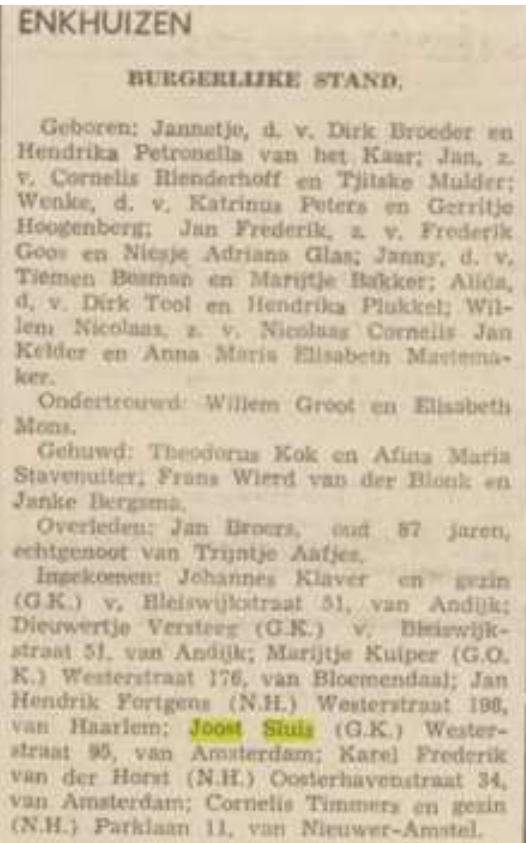 ENKHUIZEN
BURGERLIJKE STAND.
Geboren: Jannetje, d. v. Dirk Broeder en
Hendrika Petronella van het Kaar; Jan, z.
v. Cornelis Bienderhoff en Tjitske Mulder;
Wenke, d. v. Katrinus Peters en Gerritje
Hoogenberg; Jan Frederik, z. v. Frederik
Goos en Niesje Adriana Glas; Janny, d. v.
Tiemen Bosman en Marijtje Bakker; Alida,
d. v. Dirk Tool en Hendrika Plukkel; Wil-
lem Nicolaas, z. v. Nicolaas Cornelis Jan
Kelder en Anna Maria Elisabeth Mantema-
ker.
Ondertrouwd: Willem Groot en Elisabeth
Mons.
Gehuwd: Theodorus Kok en Afina Maria
Stavenuiter; Frans Wierd van der Blonk en
Janke Bergsma.
Overleden: Jan Broers, oud 87 jaren,
echtgenoot van Trijntje Aafjes.
Ingekomen: Johannes Klaver en gezin
(G.K.) v. Bleiswijkstraat 51, van Andijk;
Dieuwertje Versteeg (G.K.) v. Bleiswijk-
straat 51, van Andijk; Marijtje Kuiper (G.O.
K.) Westerstraat 176, van Bloemendaal; Jan
Hendrik Fortgens (N.H.) Westerstraat 198,
van Haarlem; Joost Sluis (G.K.) Wester-
straat 95, van Amsterdam; Karel Frederik
van der Horst (N.H.) Oosterhavenstraat 34,
van Amsterdam; Cornelis Timmers en gezin
(N.H.) Parklaan 11, van Nieuwer-Amstel.